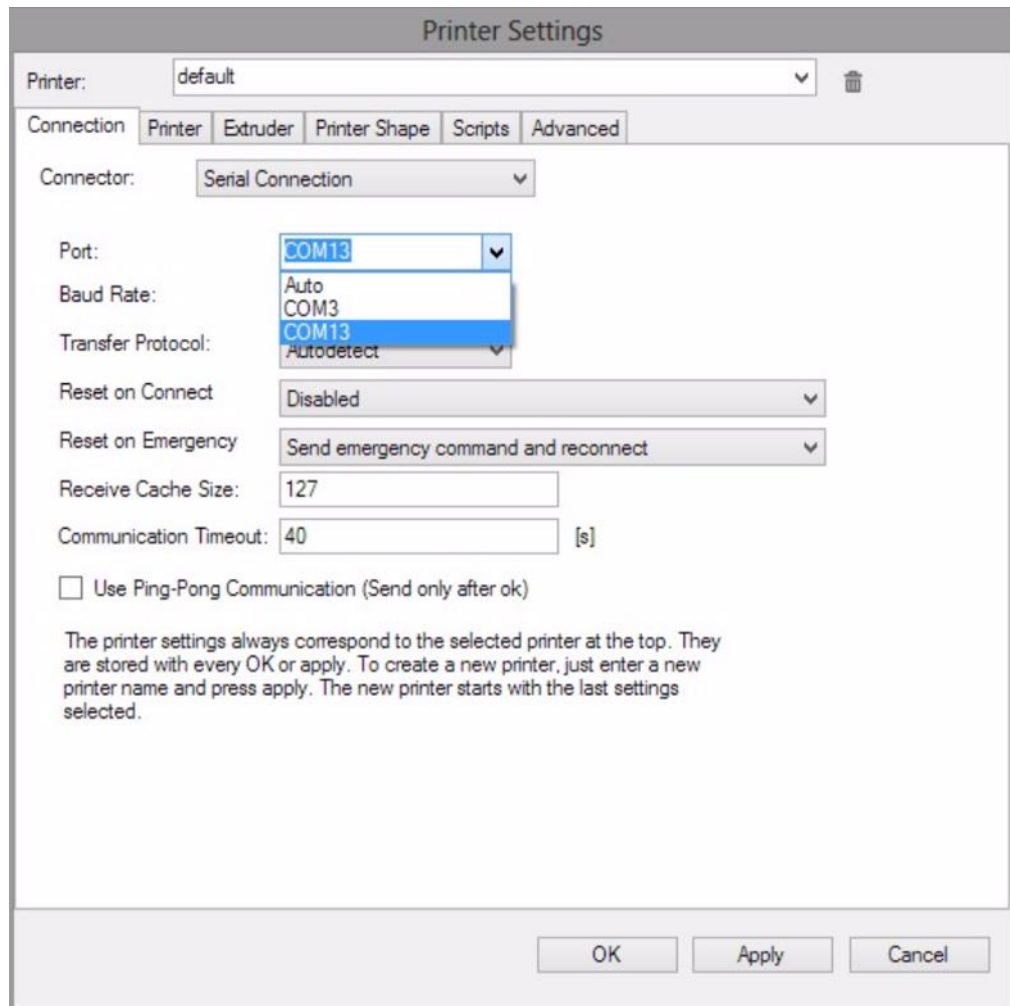 Printer Settings
Printer: default
Connection Printer Extruder Printer Shape Scripts Advanced
Connector: Serial Connection
Port: COM13
Auto
Baud Rate:
COM3
COM13
Transfer Protocol: Autodetect
Reset on Connect Disabled
Reset on Emergency Send emergency command and reconnect
Receive Cache Size: 127
Communication Timeout: 40 [s]
Use Ping-Pong Communication (Send only after ok)
The printer settings always correspond to the selected printer at the top. They
are stored with every OK or apply. To create a new printer, just enter a new
printer name and press apply. The new printer starts with the last settings
selected.
OK Apply Cancel